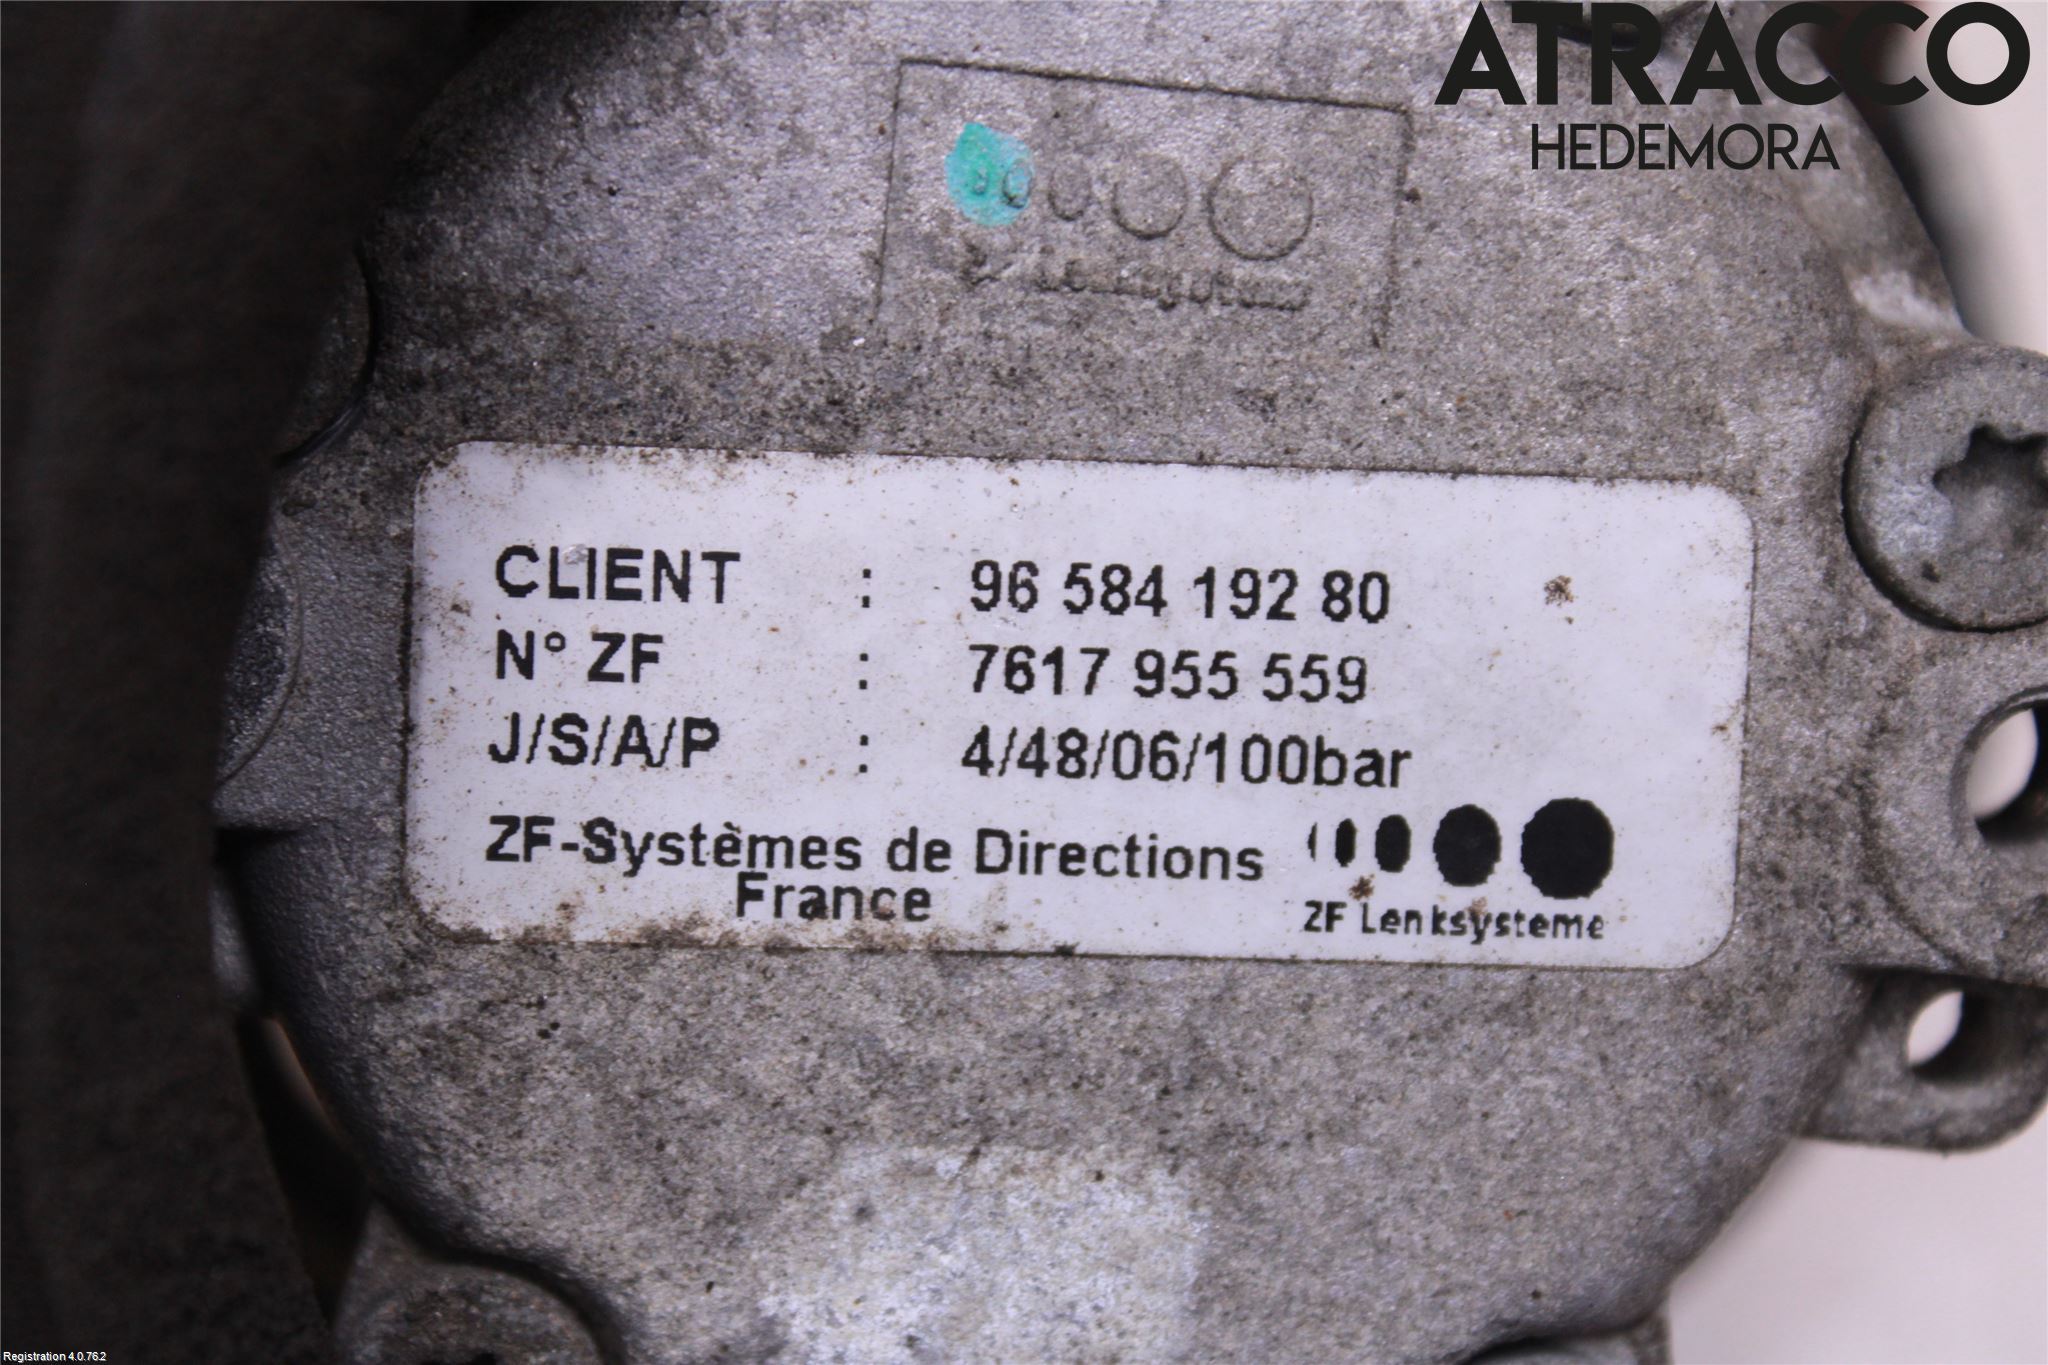 ATRACCO
HEDEMORA
CLIENT : 96 584 192 80
N° ZF : 7617 955 559
J/S/A/P : 4/48/06/100bar
ZF-Systèmes de Directions
France
ZF Lenksysteme
Registration 4.0.76.2